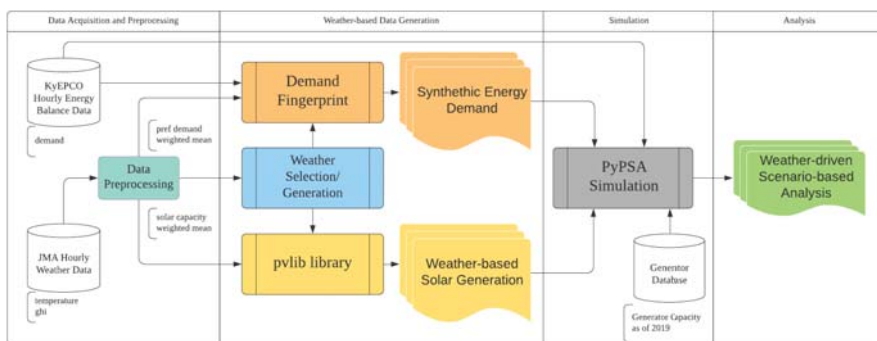 Data Acquisition and Preprocessing
Weather-based Data Generation
Simulation
Analysis
KyEPCO
Hourly Energy
Balance Data
demand
pref demand
weighted mean
Data
Preprocessing
solar capacity
weighted mean
JMA Hourly
Weather Data
temperature
ghi
Demand
Fingerprint
Weather
Selection/
Generation
pvlib library
Synthethic Energy
Demand
Weather-based
Solar Generation
PyPSA
Simulation
Genertor
Database
Generator Capacity
as of 2019
Weather-driven
Scenario-based
Analysis